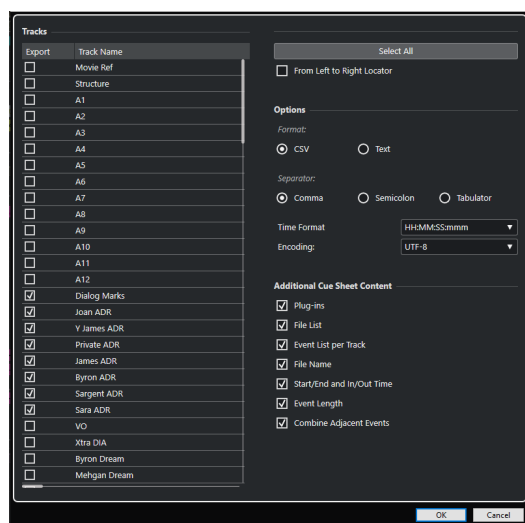 Tracks
Export Track Name
Movie Ref
Structure
A1
A2
A3
A4
A5
A6
A7
A8
A9
A10
A11
A12
Dialog Marks
Joan ADR
Y James ADR
Private ADR
James ADR
Byron ADR
Sargent ADR
Sara ADR
VO
Xtra DIA
Byron Dream
Mehgan Dream
Select All
From Left to Right Locator
Options
Format:
CSV Text
Separator:
Comma Semicolon Tabulator
Time Format HH:MM:SS:mmm
Encoding: UTF-8
Additional Cue Sheet Content
Plug-ins
File List
Event List per Track
File Name
Start/End and In/Out Time
Event Length
Combine Adjacent Events
OK Cancel